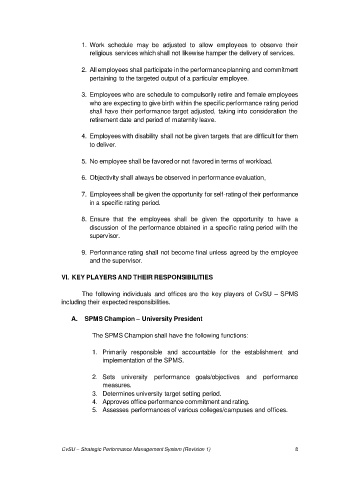 1. Work schedule may be adjusted to allow employees to observe their
religious services which shall not likewise hamper the delivery of services.
2. All employees shall participate in the performance planning and commitment
pertaining to the targeted output of a particular employee.
3. Employees who are schedule to compulsorily retire and female employees
who are expecting to give birth within the specific performance rating period
shall have their performance target adjusted, taking into consideration the
retirement date and period of maternity leave.
4. Employees with disability shall not be given targets that are difficult for them
to deliver.
5. No employee shall be favored or not favored in terms of workload.
6. Objectivity shall always be observed in performance evaluation,
7. Employees shall be given the opportunity for self-rating of their performance
in a specific rating period.
8. Ensure that the employees shall be given the opportunity to have a
discussion of the performance obtained in a specific rating period with the
supervisor.
9. Performance rating shall not become final unless agreed by the employee
and the supervisor.
VI. KEY PLAYERS AND THEIR RESPONSIBILITIES
The following individuals and offices are the key players of CvSU – SPMS
including their expected responsibilities.
A. SPMS Champion – University President
The SPMS Champion shall have the following functions:
1. Primarily responsible and accountable for the establishment and
implementation of the SPMS.
2. Sets university performance goals/objectives and performance
measures.
3. Determines university target setting period.
4. Approves office performance commitment and rating.
5. Assesses performances of various colleges/campuses and offices.
CvSU – Strategic Performance Management System (Revision 1)